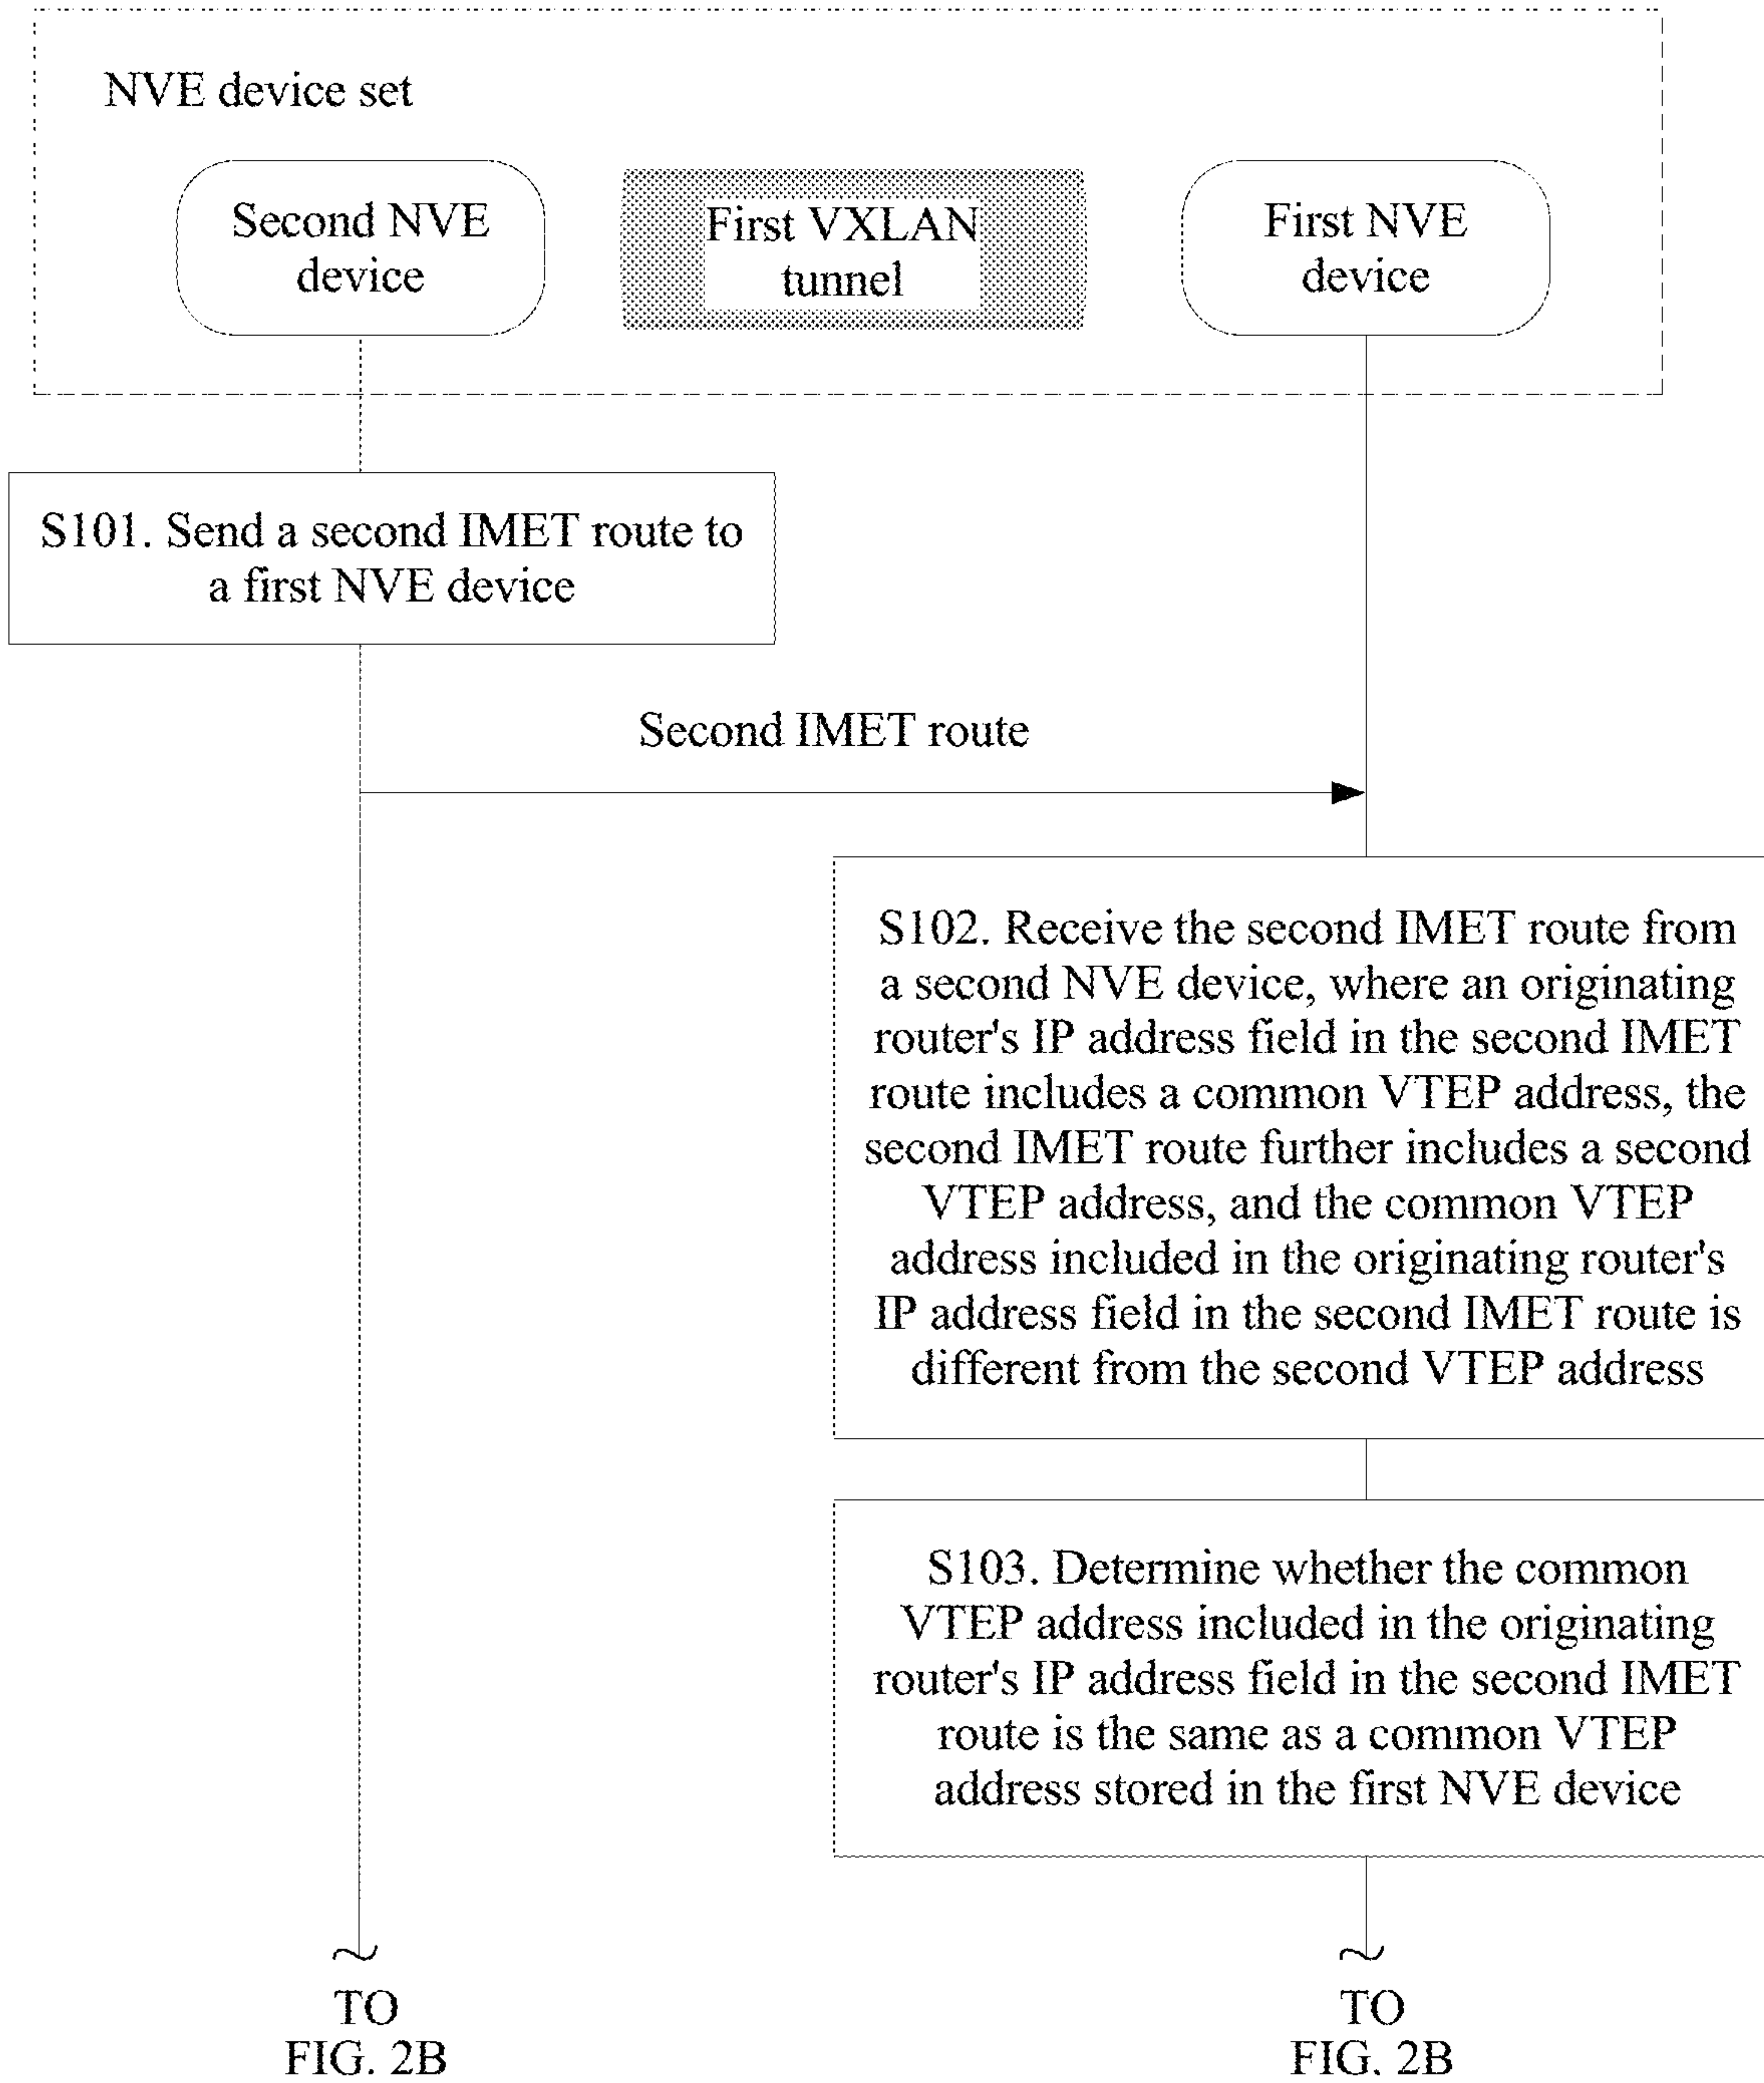 NVE device set
Second NVE
device
First VXLAN
tunnel
First NVE
device
S101. Send a second IMET route to
a first NVE device
Second IMET route
S102. Receive the second IMET route from
a second NVE device, where an originating
router's IP address field in the second IMET
route includes a common VTEP address, the
second IMET route further includes a second
VTEP address, and the common VTEP
address included in the originating router's
IP address field in the second IMET route is
different from the second VTEP address
S103. Determine whether the common
VTEP address included in the originating
router's IP address field in the second IMET
route is the same as a common VTEP
address stored in the first NVE device
TO
FIG. 2B
TO
FIG. 2B